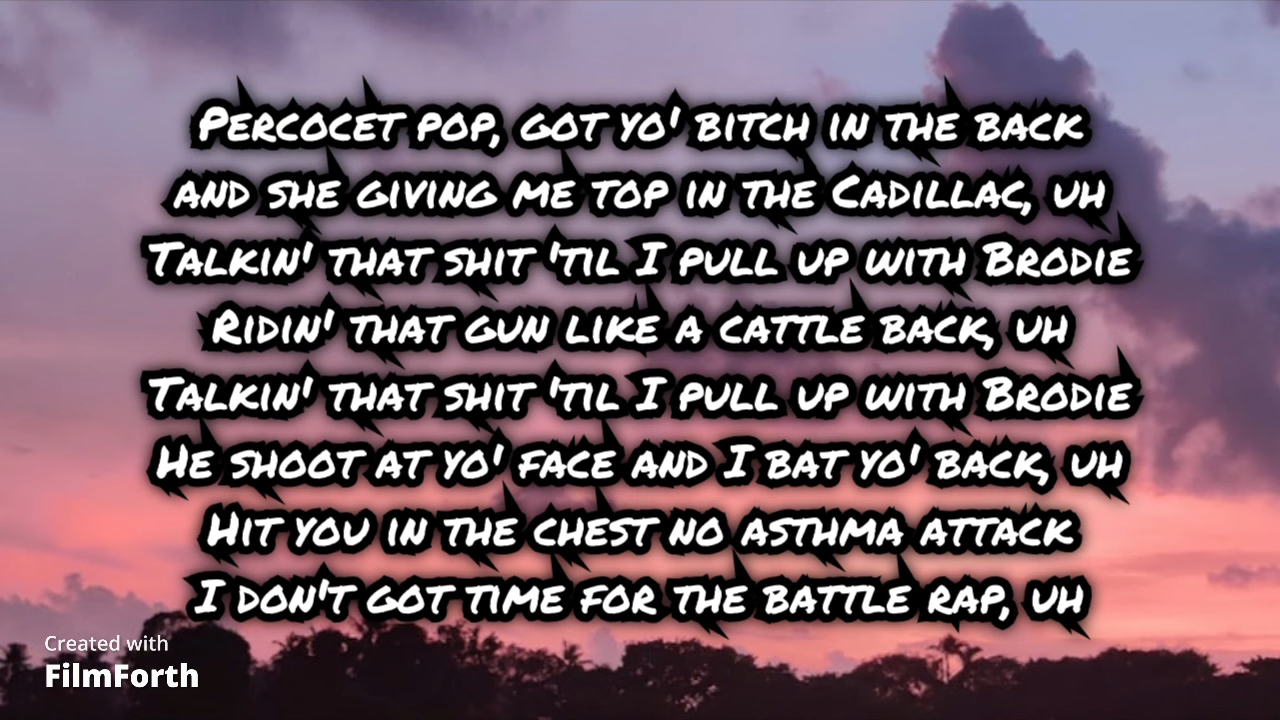 Percocet pop, got yo' bitch in the back
and she giving me top in the Cadillac, uh
Talkin' that shit 'til I pull up with Brodie
Ridin' that gun like a cattle back, uh
Talkin' that shit 'til I pull up with Brodie
He shoot at yo' face and I bat yo' back, uh
Hit you in the chest no asthma attack
I don't got time for the battle rap, uh
Created with
FilmForth